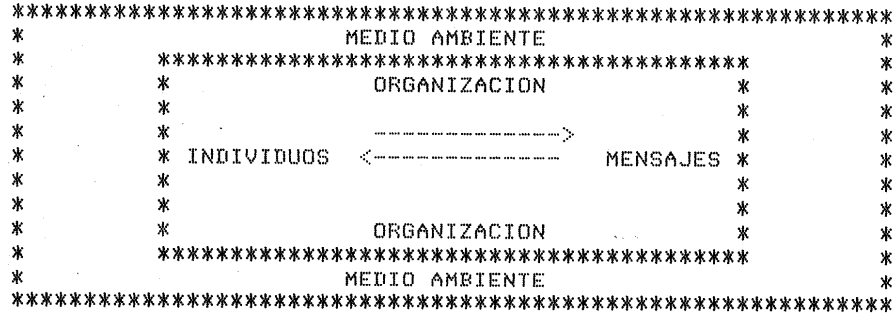 MEDIO AMBIENTE
ORGANIZACION
INDIVIDUOS MENSAJES
ORGANIZACION
MEDIO AMBIENTE